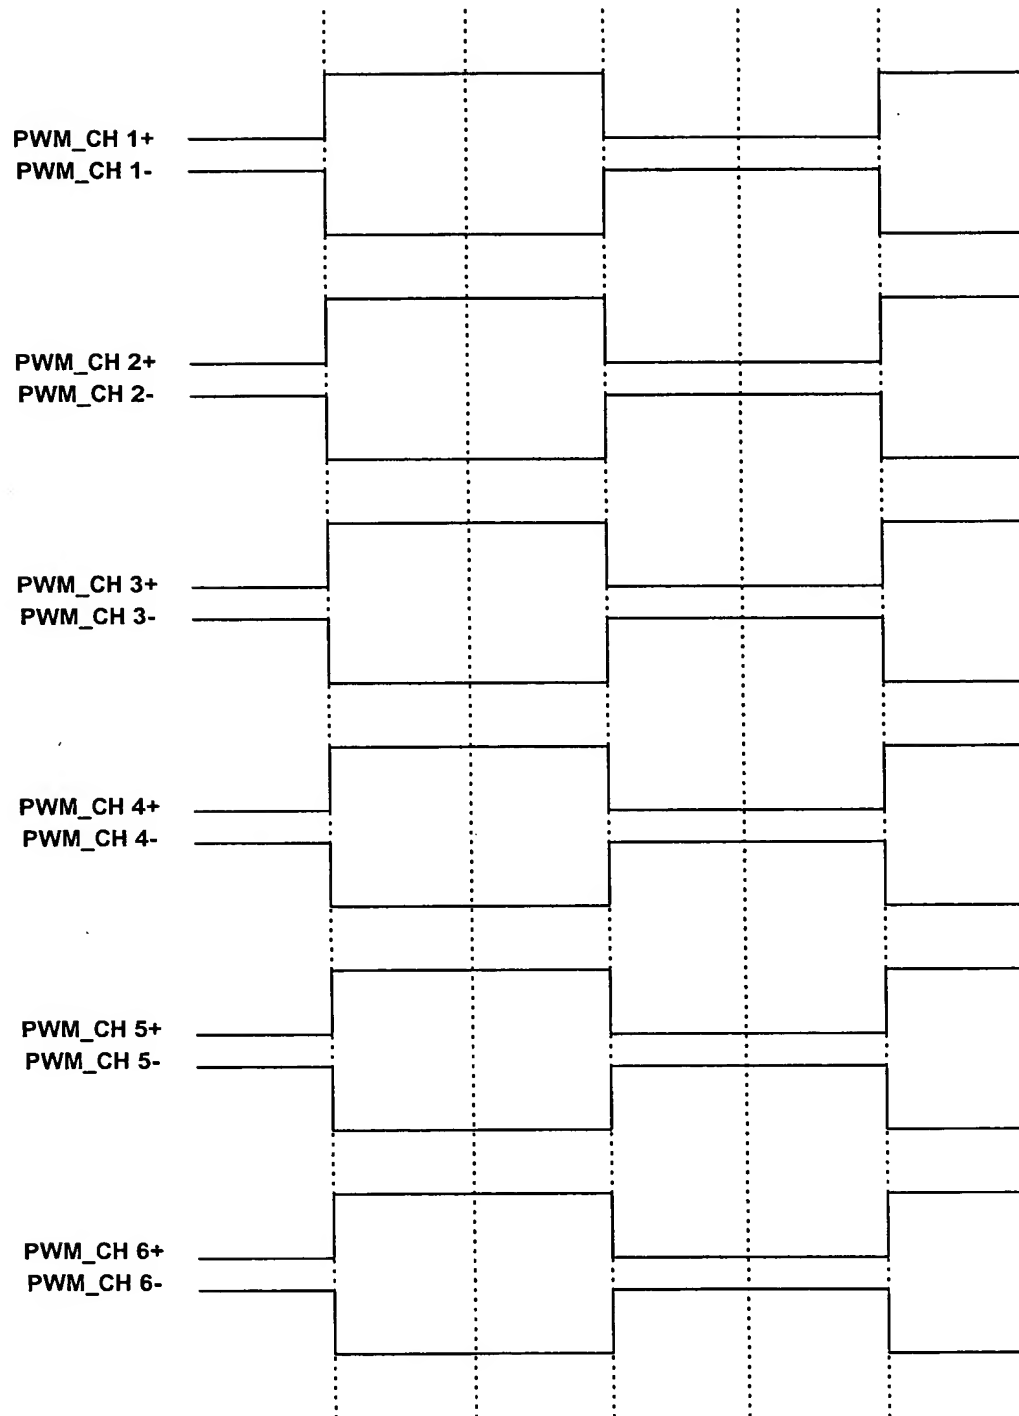 PWM_CH 1+
PWM_CH 1-
PWM_CH 2+
PWM_CH 2-
PWM_CH 3+
PWM_CH 3-
PWM_CH 4+
PWM_CH 4-
PWM_CH 5+
PWM_CH 5-
PWM_CH 6+
PWM_CH 6-